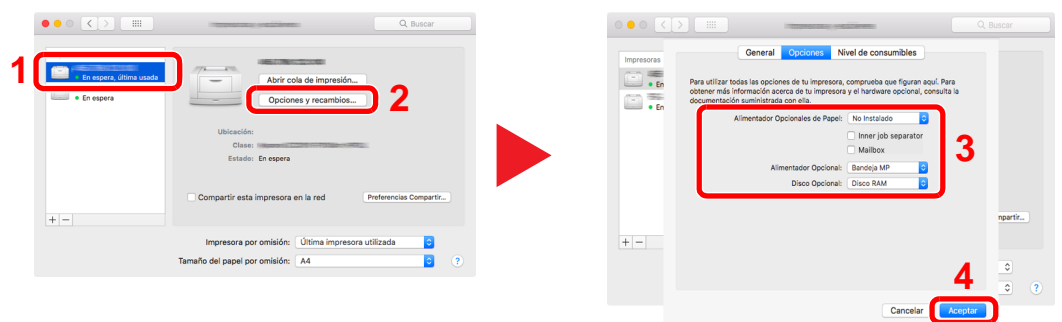 Buscar
1
En espera, última usada
En espera
Abrir cola de impresión...
Opciones y recambios...
2
Ubicación:
Clase:
Estado: En espera
Compartir esta impresora en la red
Preferencias Compartir...
+ −
Impresora por omisión: Última impresora utilizada
Tamaño del papel por omisión: A4
?
Buscar
Impresoras
En
En
General Opciones Nivel de consumibles
Para utilizar todas las opciones de tu impresora, comprueba que figuran aquí. Para
obtener más información acerca de tu impresora y el hardware opcional, consulta la
documentación suministrada con ella.
Alimentador Opcionales de Papel: No Instalado
Inner job separator
Mailbox
3
Alimentador Opcional: Bandeja MP
Disco Opcional: Disco RAM
npartir...
+ −
?
4
Cancelar Aceptar